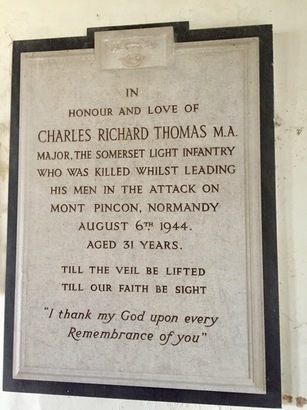 IN
HONOUR AND LOVE OF
CHARLES RICHARD THOMAS M.A.
MAJOR, THE SOMERSET LIGHT INFANTRY
WHO WAS KILLED WHILST LEADING
HIS MEN IN THE ATTACK ON
MONT PINCON, NORMANDY
AUGUST 6TH 1944.
AGED 31 YEARS.
TILL THE VEIL BE LIFTED
TILL OUR FAITH BE SIGHT
"I thank my God upon every
Remembrance of you"